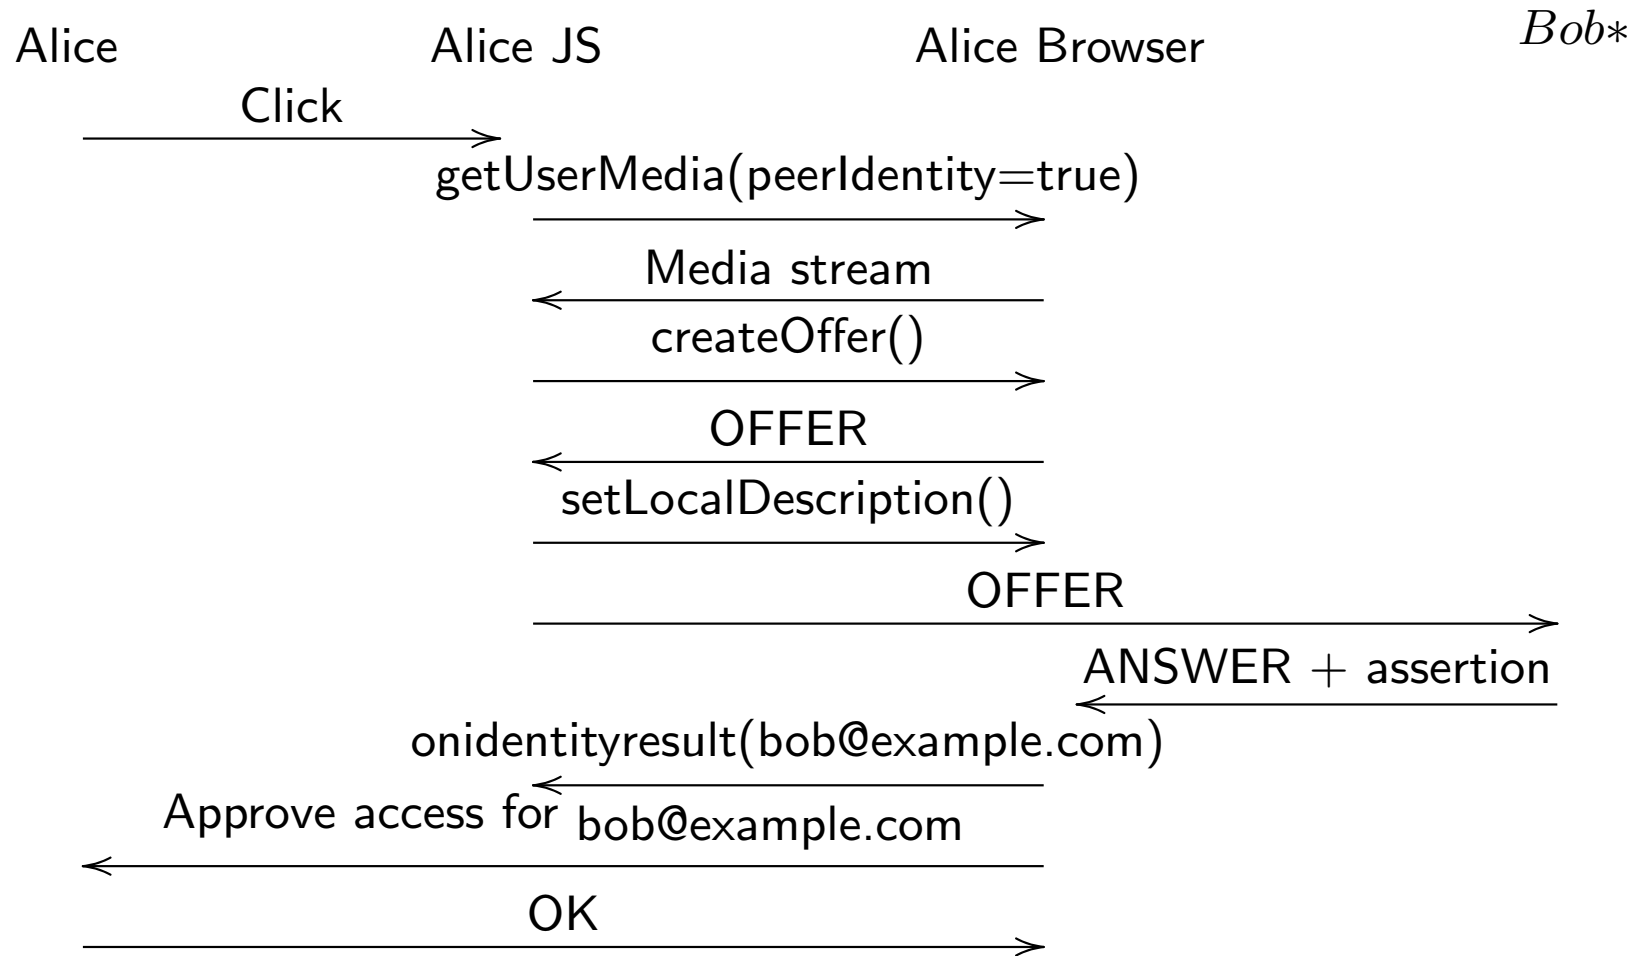 Alice Alice JS Alice Browser Bob*
Click
getUserMedia(peerIdentity=true)
Media stream
createOffer()
OFFER
setLocalDescription()
OFFER
ANSWER + assertion
onidentityresult(bob@example.com)
Approve access for bob@example.com
OK